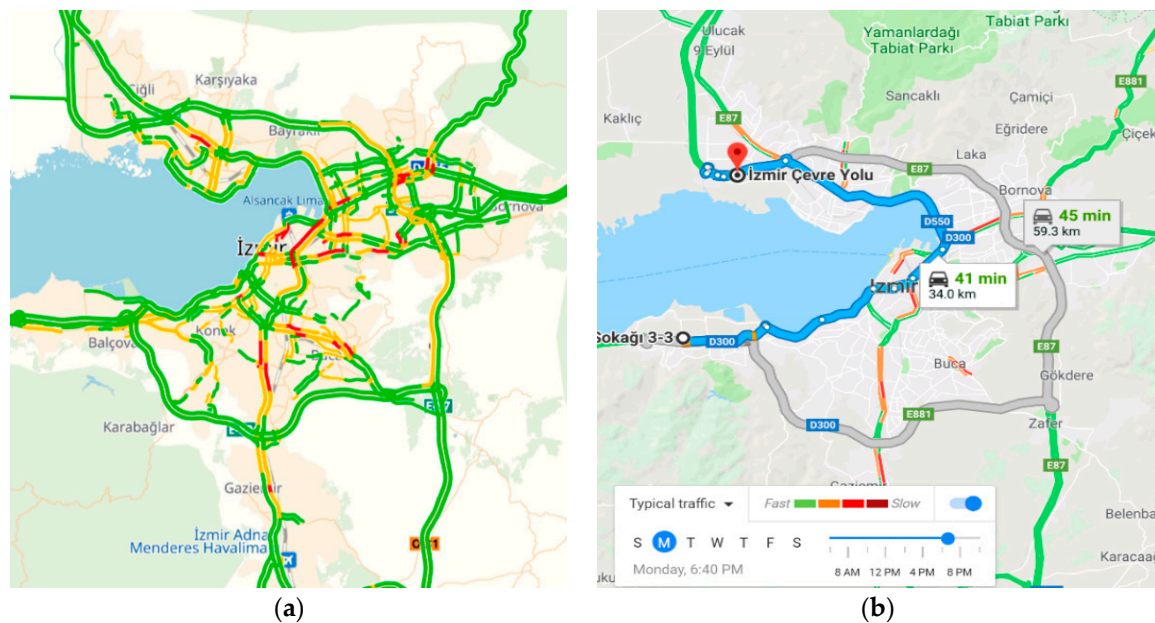 Çiğli
Karşıyaka
Bayraklı
Alsancak Lima
Bornova
İzmir
Konak
Balçova
Buca
Karabağlar
Gaziemir
İzmir Adna
Menderes Havalima
(a)
Ulucak
9 Eylül
Yamanlardağı
Tabiat Parkı
Tabiat Parkı
E881
Sancaklı
Çamiçi
Kaklıç
E87
Eğridere
Çiçek
Laka
E87
İzmir Çevre Yolu
Bornova
D550
D300
45 min
59.3 km
41 min
34.0 km
İzmir
Sokağı 3-3
D300
Buca
E87
Gökdere
E881
D300
Zafer
E87
Gaziemir
Typical traffic
Fast
Slow
S M T W T F S
Monday, 6:40 PM
8 AM 12 PM 4 PM 8 PM
Belenba
Karacaağ
(b)